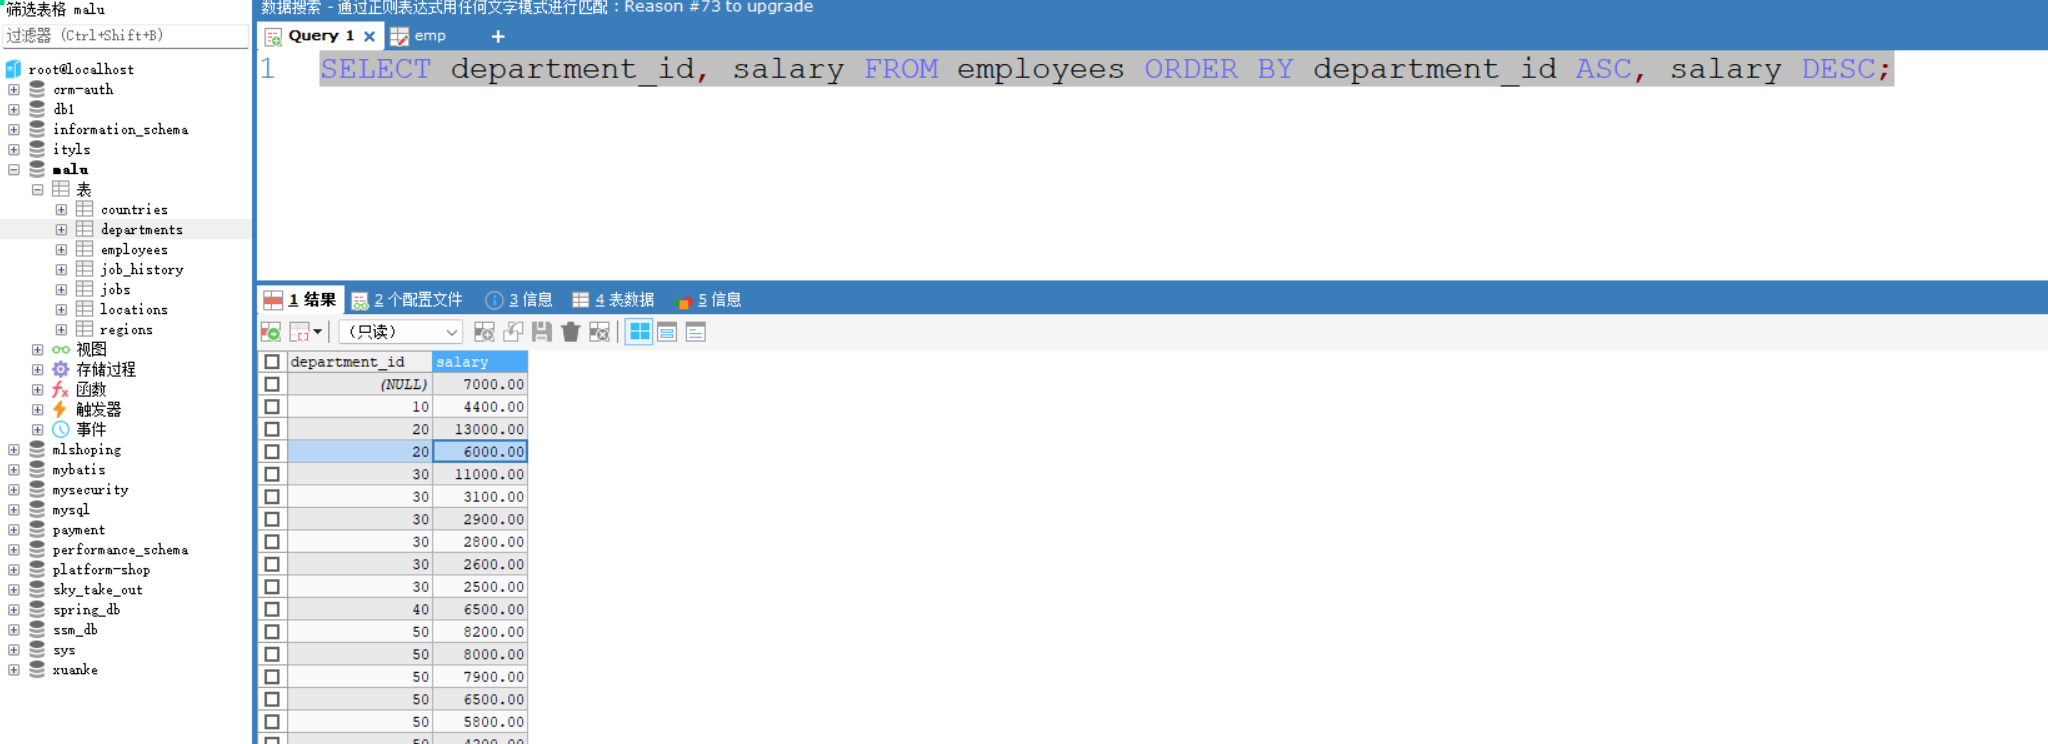 筛选表格 malu
过滤器 (Ctrl+Shift+B)
root@localhost
crm-auth
db1
information_schema
ityls
malu
表
countries
departments
employees
job_history
jobs
locations
regions
视图
存储过程
函数
触发器
事件
mlshoping
mybatis
mysecurity
mysql
payment
performance_schema
platform-shop
sky_take_out
spring_db
ssm_db
sys
xuanke
数据搜索 - 通过正则表达式用任何文字模式进行匹配：Reason #73 to upgrade
Query 1 emp
1 SELECT department_id, salary FROM employees ORDER BY department_id ASC, salary DESC;
1 结果 2 个配置文件 3 信息 4 表数据 5 信息
（只读）
department_id salary
(NULL) 7000.00
10 4400.00
20 13000.00
20 6000.00
30 11000.00
30 3100.00
30 2900.00
30 2800.00
30 2600.00
30 2500.00
40 6500.00
50 8200.00
50 8000.00
50 7900.00
50 6500.00
50 5800.00